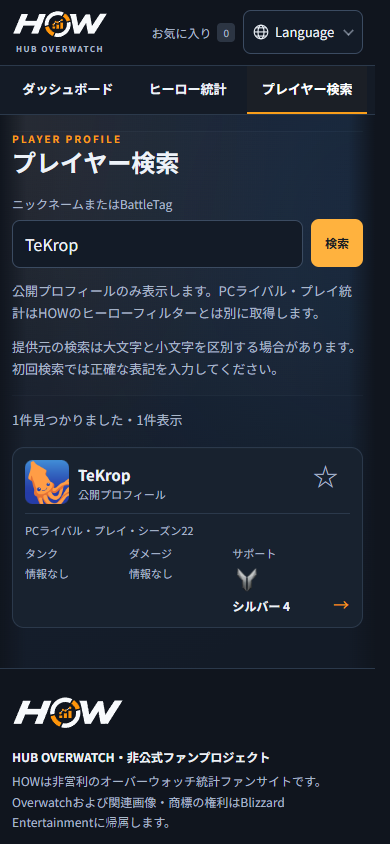 HOW
HUB OVERWATCH
お気に入り 0
Language
ダッシュボード ヒーロー統計 プレイヤー検索
PLAYER PROFILE
プレイヤー検索
ニックネームまたはBattleTag
TeKrop
検索
公開プロフィールのみ表示します。PCライバル・プレイ統
計はHOWのヒーローフィルターとは別に取得します。
提供元の検索は大文字と小文字を区別する場合があります。
初回検索では正確な表記を入力してください。
1件見つかりました・1件表示
TeKrop
公開プロフィール
PCライバル・プレイ・シーズン22
タンク ダメージ サポート
情報なし 情報なし
シルバー 4 →
HOW
HUB OVERWATCH・非公式ファンプロジェクト
HOWは非営利のオーバーウォッチ統計ファンサイトです。
Overwatchおよび関連画像・商標の権利はBlizzard
Entertainmentに帰属します。